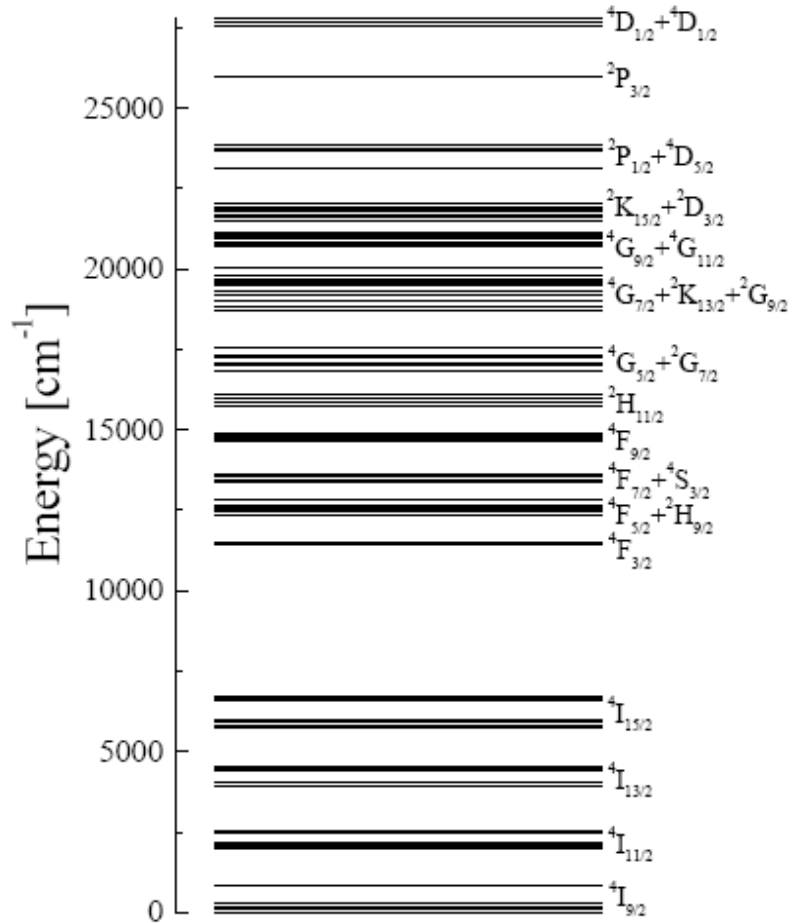 ⁴D₁/₂+⁴D₁/₂
²P₃/₂
25000
²P₁/₂+⁴D₅/₂
²K₁₅/₂+²D₃/₂
⁴G₉/₂+⁴G₁₁/₂
20000
⁴G₇/₂+²K₁₃/₂+²G₉/₂
⁴G₅/₂+²G₇/₂
²H₁₁/₂
15000
⁴F₉/₂
⁴F₇/₂+⁴S₃/₂
⁴F₅/₂+²H₉/₂
⁴F₃/₂
10000
⁴I₁₅/₂
5000
⁴I₁₃/₂
⁴I₁₁/₂
⁴I₉/₂
0
Energy [cm⁻¹]